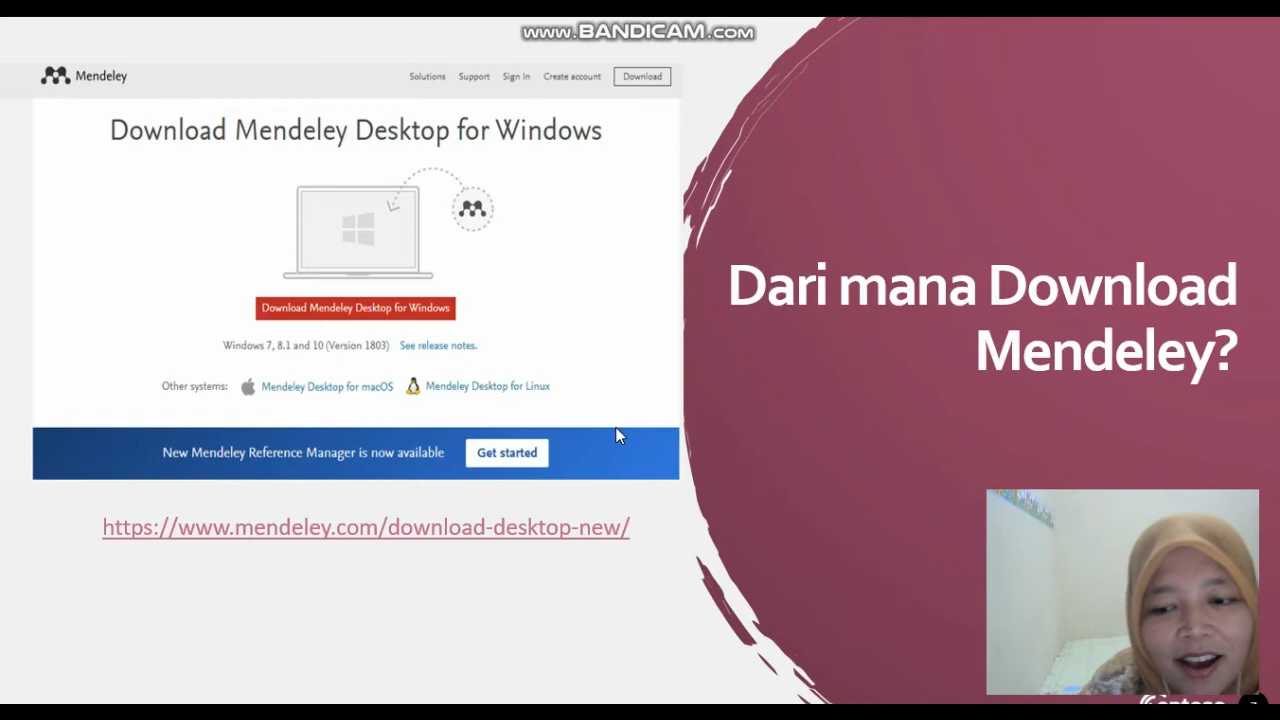 www.BANDICAM.COM
Mendeley
Solutions Support Sign In Create account Download
Download Mendeley Desktop for Windows
Download Mendeley Desktop for Windows
Windows 7, 8.1 and 10 (Version 1803) See release notes.
Other systems: Mendeley Desktop for macOS Mendeley Desktop for Linux
New Mendeley Reference Manager is now available Get started
https://www.mendeley.com/download-desktop-new/
Dari mana Download
Mendeley?